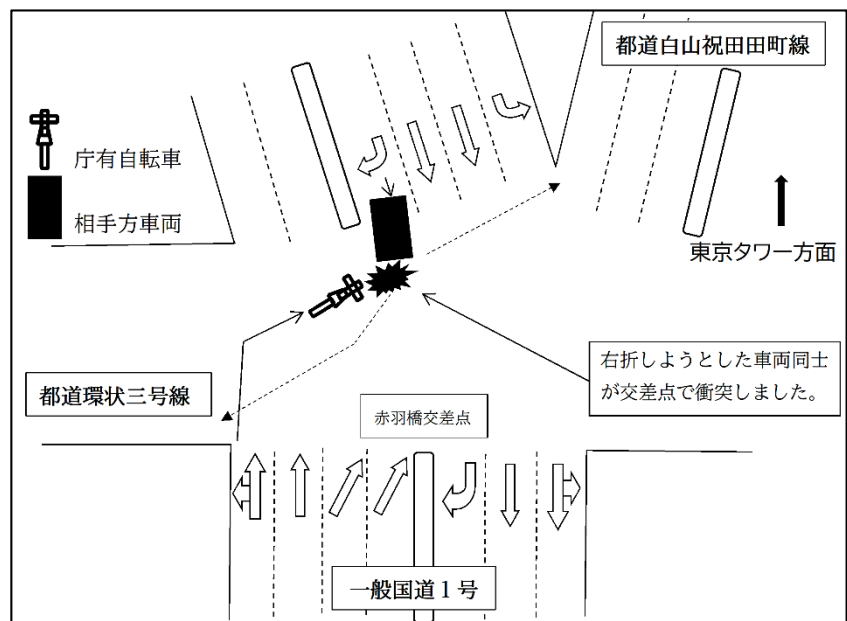 都道白山祝田田町線
庁有自転車
相手方車両
東京タワー方面
右折しようとした車両同士
が交差点で衝突しました。
都道環状三号線
赤羽橋交差点
一般国道1号